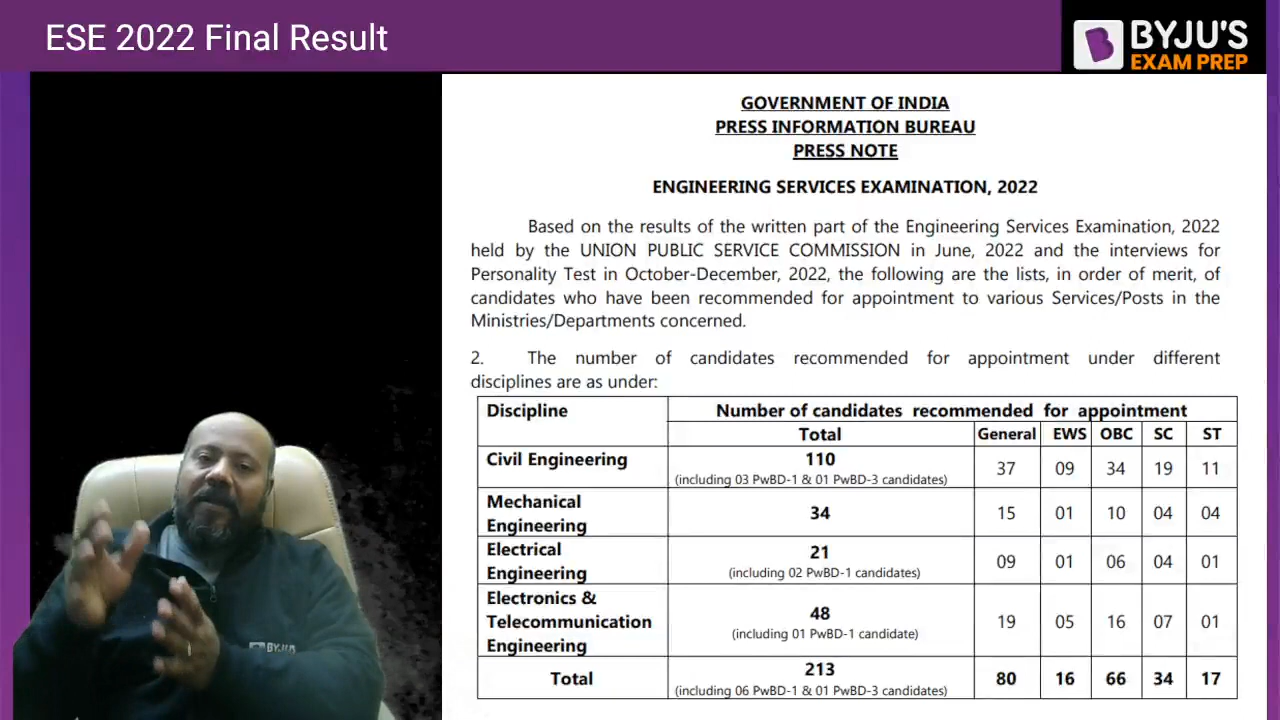 ESE 2022 Final Result
BYJU'S
EXAM PREP
GOVERNMENT OF INDIA
PRESS INFORMATION BUREAU
PRESS NOTE
ENGINEERING SERVICES EXAMINATION, 2022
Based on the results of the written part of the Engineering Services Examination, 2022
held by the UNION PUBLIC SERVICE COMMISSION in June, 2022 and the interviews for
Personality Test in October-December, 2022, the following are the lists, in order of merit, of
candidates who have been recommended for appointment to various Services/Posts in the
Ministries/Departments concerned.
2. The number of candidates recommended for appointment under different
disciplines are as under:
Discipline Number of candidates recommended for appointment
Total General EWS OBC SC ST
Civil Engineering 110 37 09 34 19 11
(including 03 PwBD-1 & 01 PwBD-3 candidates)
Mechanical
Engineering 34 15 01 10 04 04
Electrical
Engineering 21 09 01 06 04 01
(including 02 PwBD-1 candidates)
Electronics &
Telecommunication
Engineering 48 19 05 16 07 01
(including 01 PwBD-1 candidate)
Total 213 80 16 66 34 17
(including 06 PwBD-1 & 01 PwBD-3 candidates)
BYJU'S